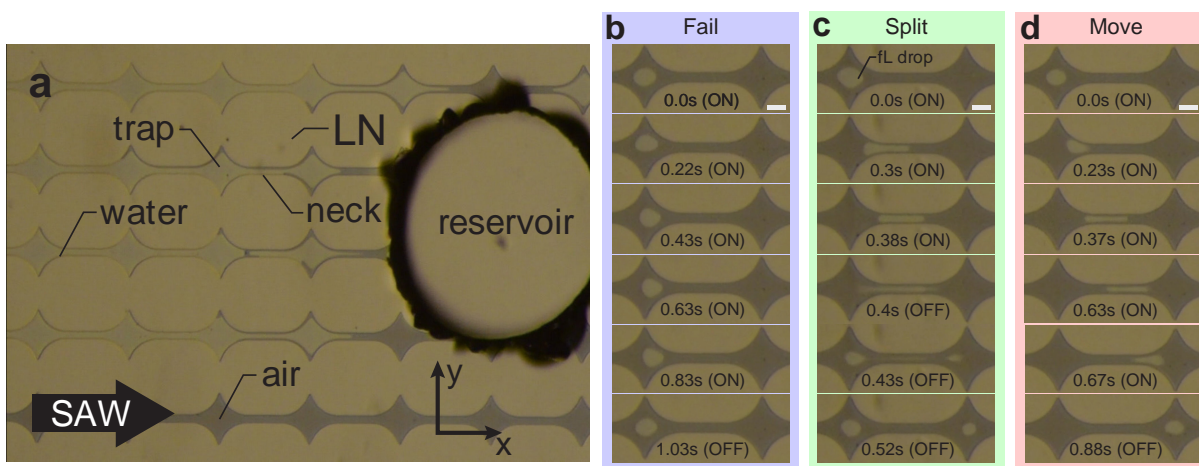 a
trap
LN
water
neck
reservoir
air
SAW
y
x
b
Fail
0.0s (ON)
0.22s (ON)
0.43s (ON)
0.63s (ON)
0.83s (ON)
1.03s (OFF)
c
Split
fL drop
0.0s (ON)
0.3s (ON)
0.38s (ON)
0.4s (OFF)
0.43s (OFF)
0.52s (OFF)
d
Move
0.0s (ON)
0.23s (ON)
0.37s (ON)
0.63s (ON)
0.67s (ON)
0.88s (OFF)